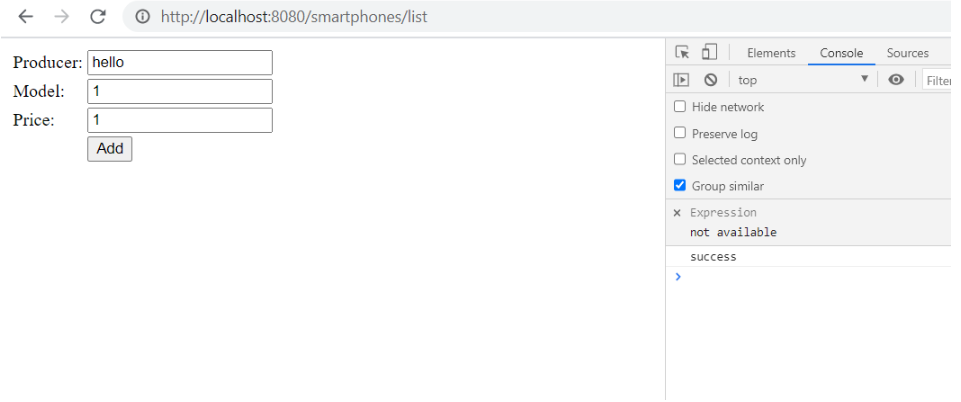 http://localhost:8080/smartphones/list
Producer: hello
Model: 1
Price: 1
Add
Elements Console Sources
top Filter
Hide network
Preserve log
Selected context only
Group similar
× Expression
not available
success
>